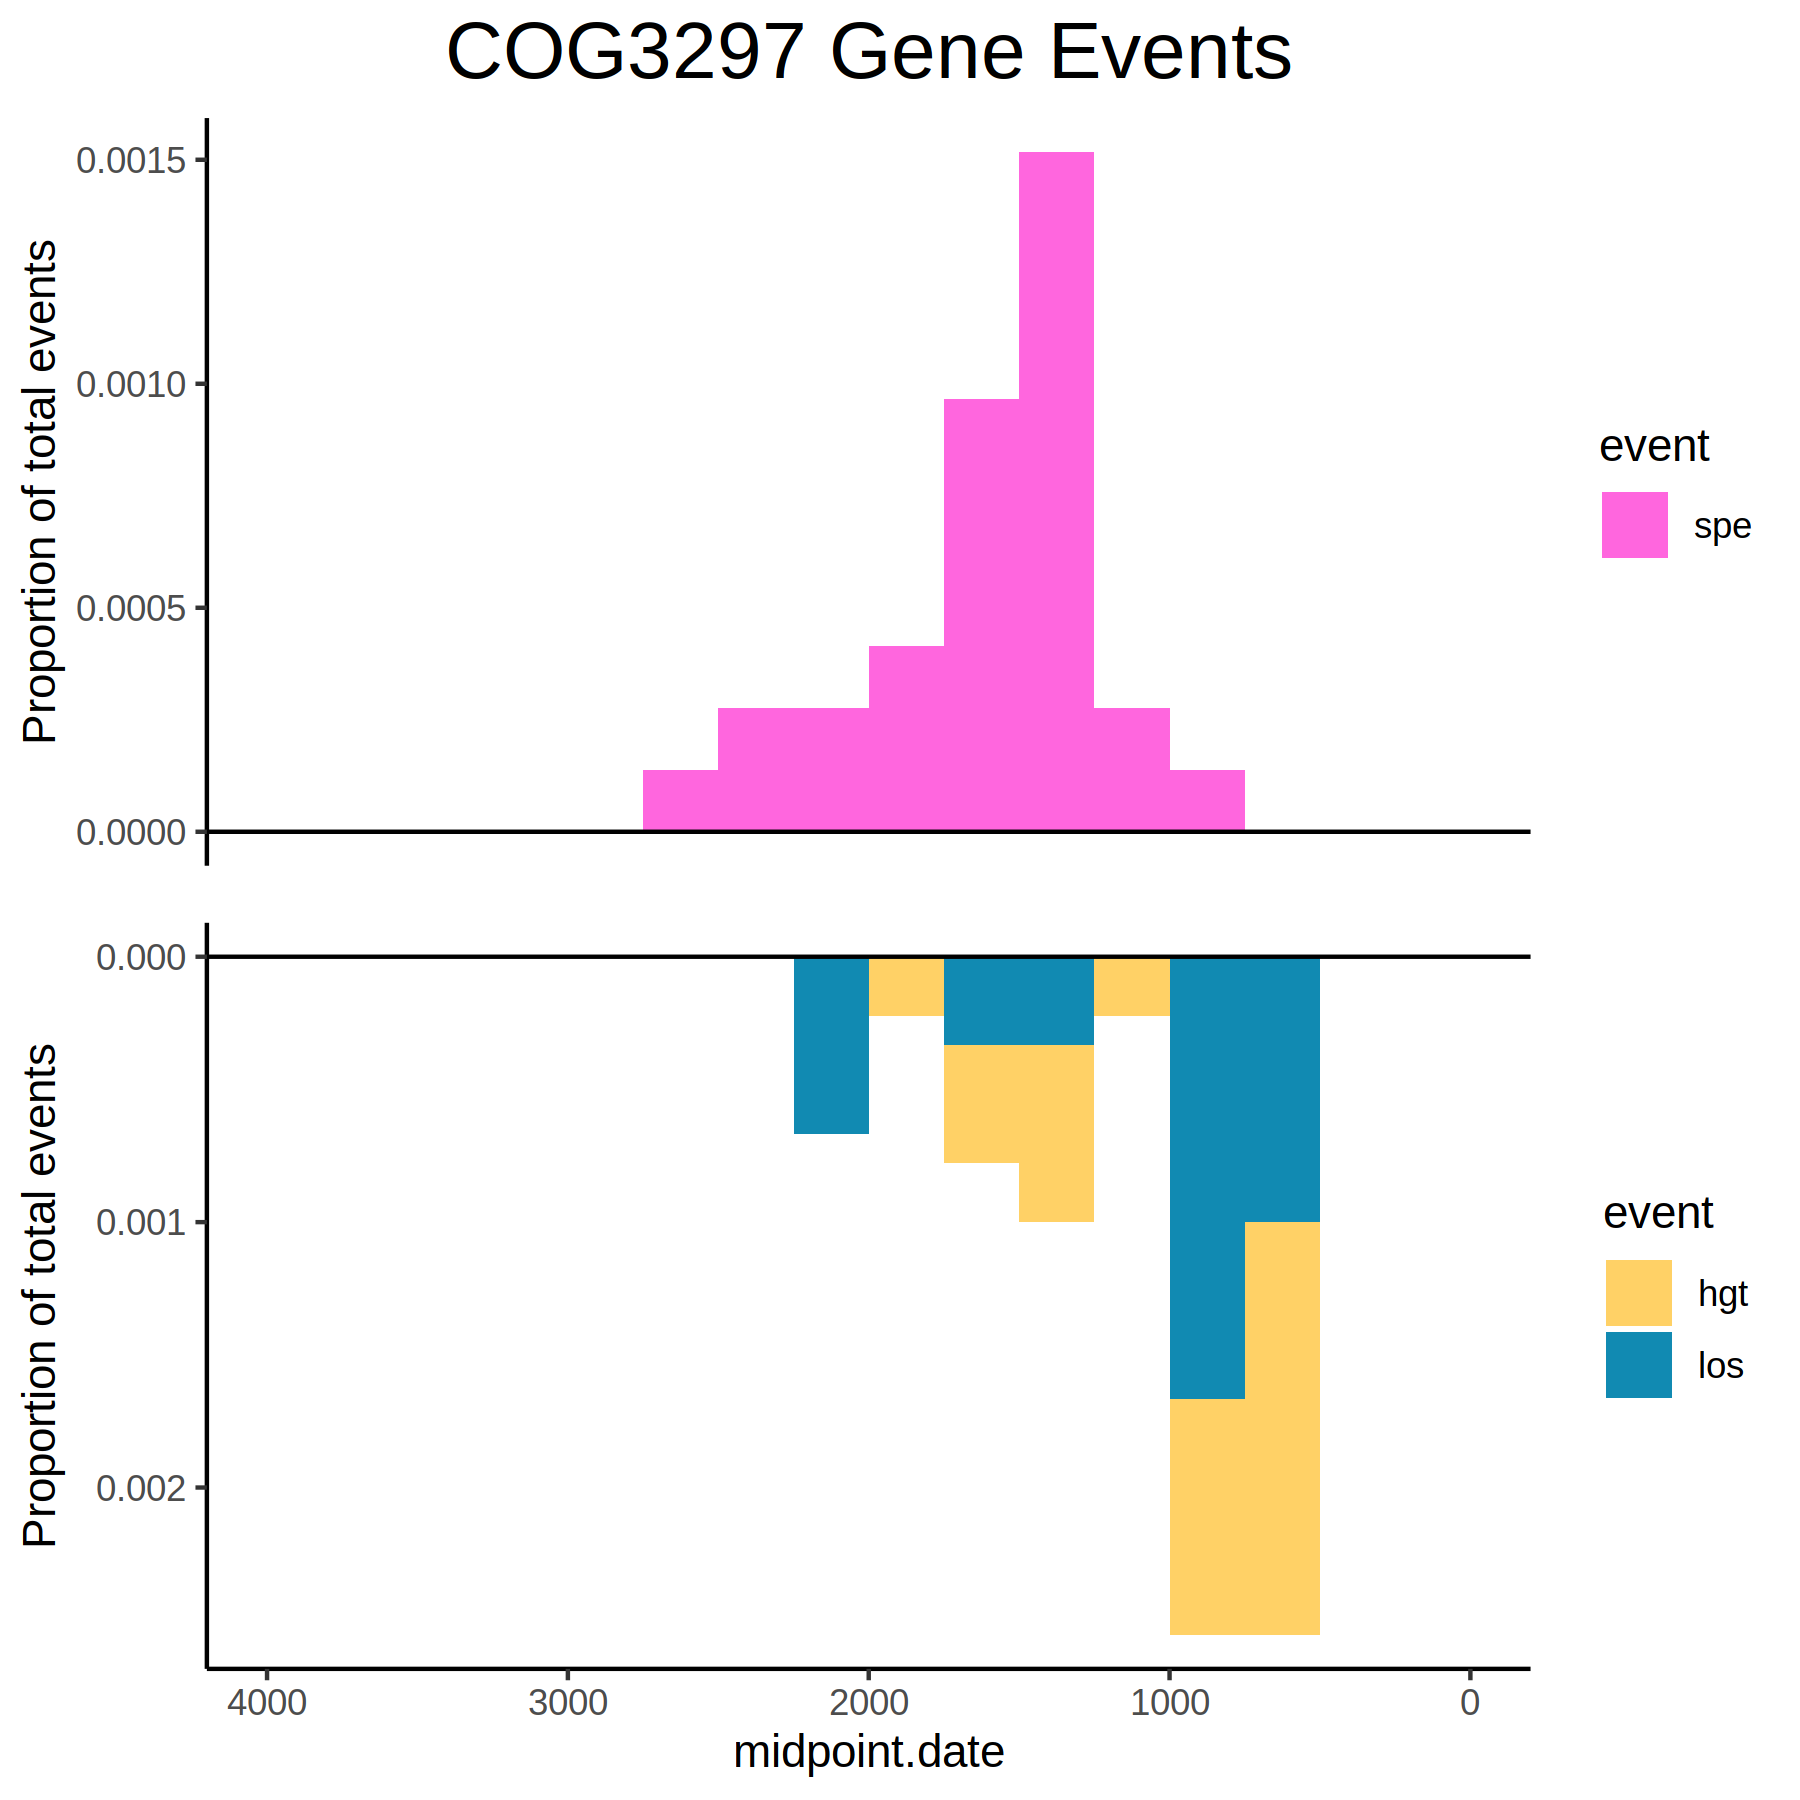 COG3297 Gene Events
Proportion of total events
0.0015
0.0010
0.0005
0.0000
event
spe
Proportion of total events
0.000
0.001
0.002
event
hgt
los
4000 3000 2000 1000 0
midpoint.date